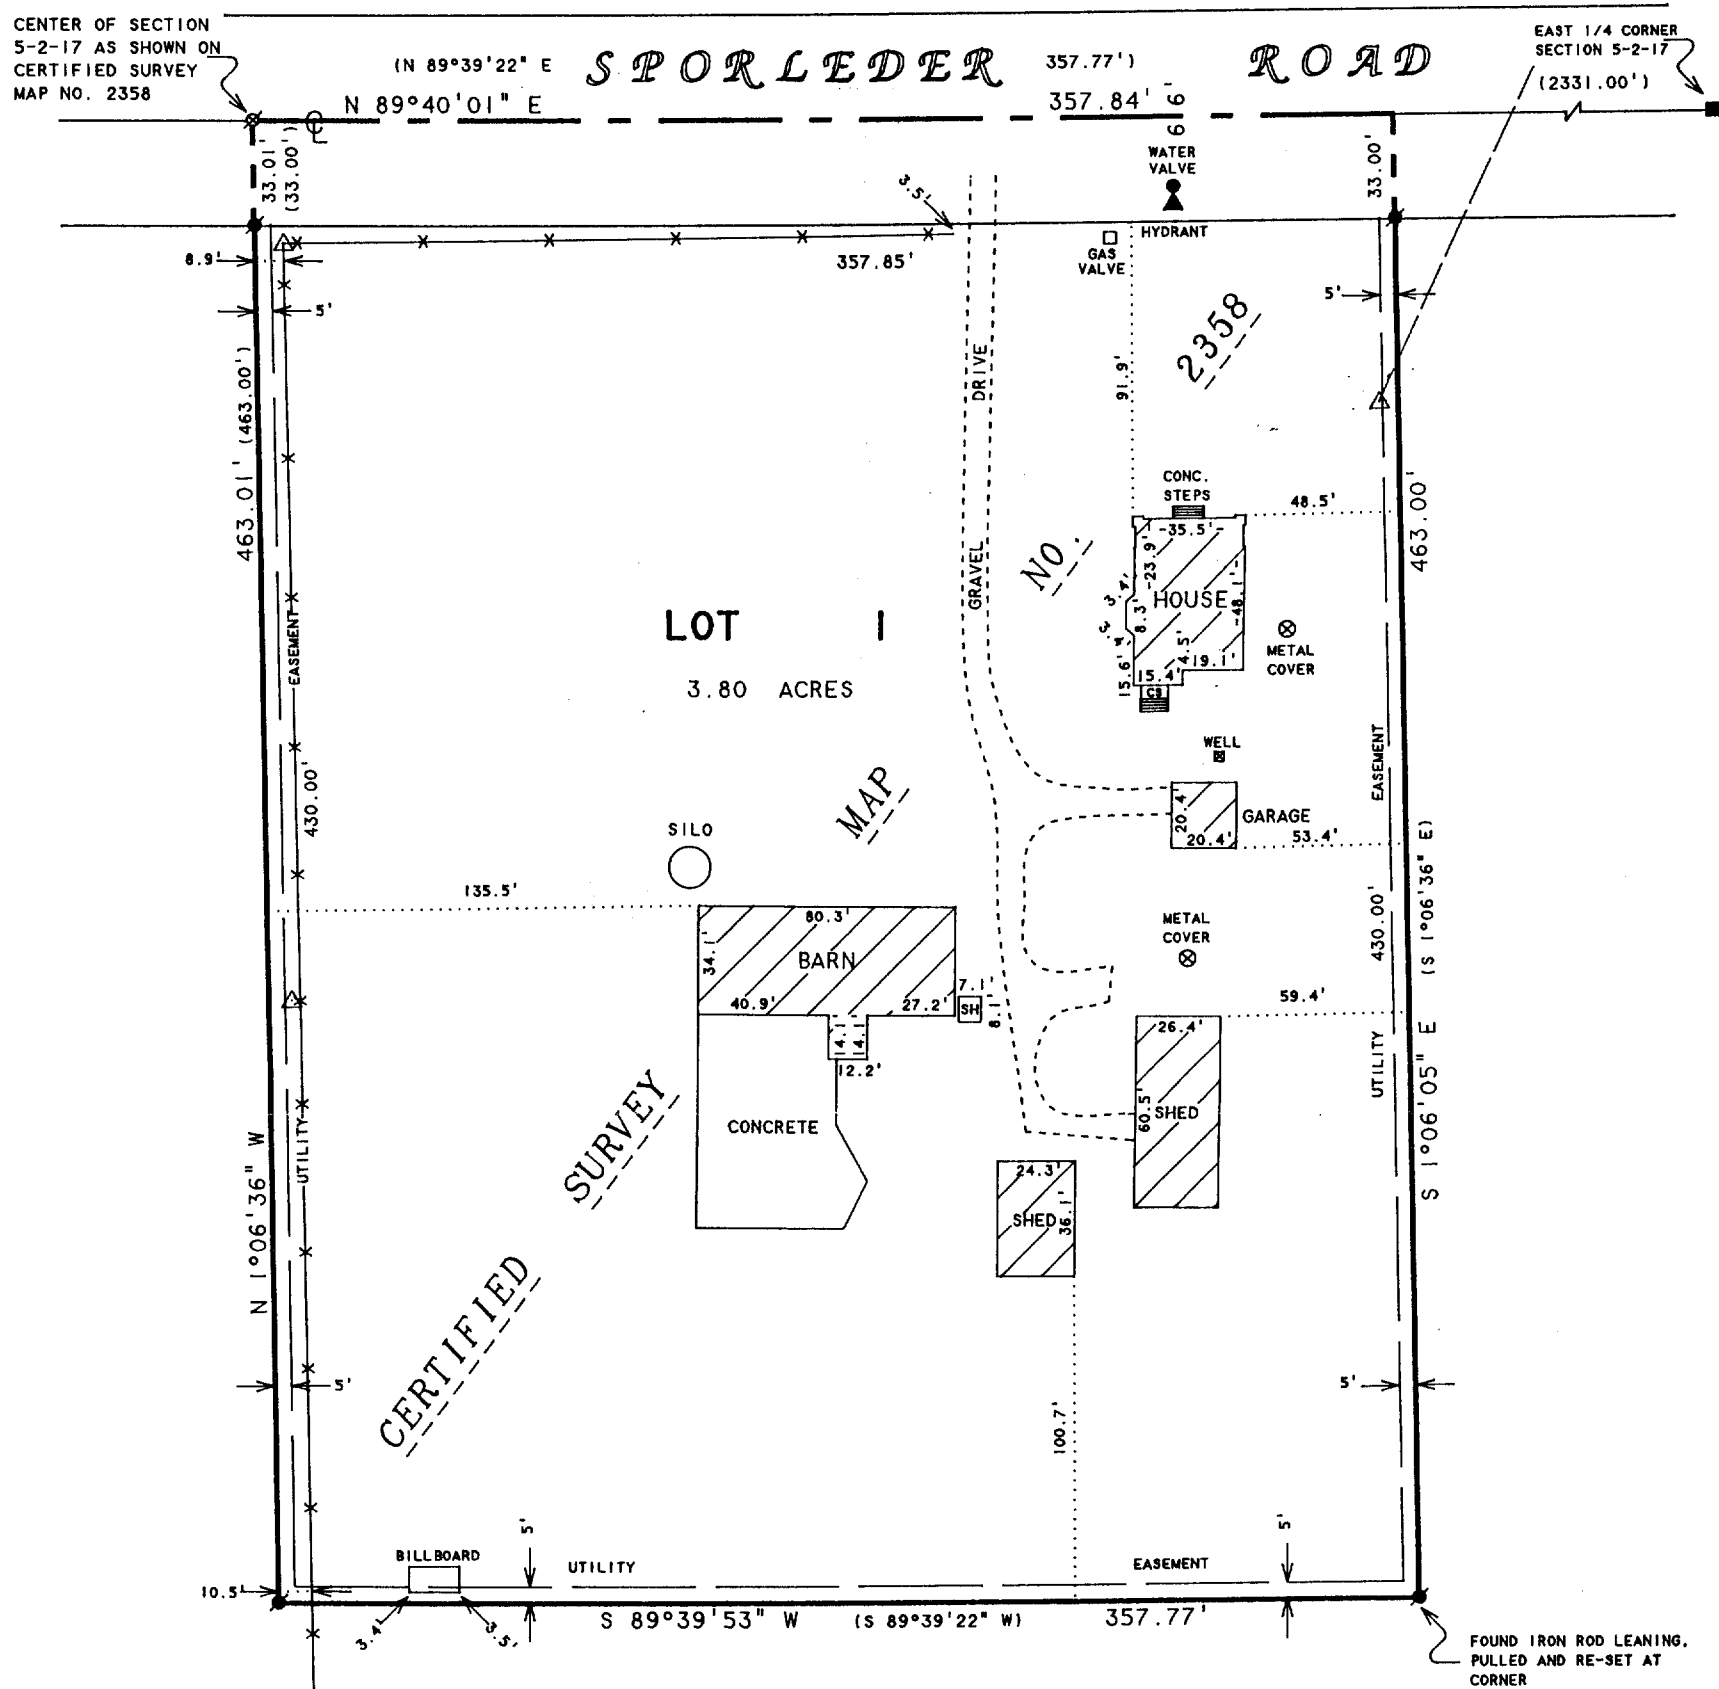 CENTER OF SECTION
5-2-17 AS SHOWN ON
CERTIFIED SURVEY
MAP NO. 2358
(N 89°39'22" E
SPORLEDER ROAD
357.77')
EAST 1/4 CORNER
SECTION 5-2-17
(2331.00')
N 89°40'01" E
357.84'
66'
CL
33.01'
(33.00')
WATER
VALVE
33.00'
3.5'
HYDRANT
GAS
VALVE
357.85'
8.9'
5'
5'
463.01' (463.00')
DRIVE
GRAVEL
91.9'
2358
NO.
CONC.
STEPS
48.5'
463.00'
-35.5'-
-23.9'
3.4'
8.3'
HOUSE
-48.1'-
3.4'
15.6'
4.5'
19.1'
15.4'
CS
METAL
COVER
LOT 1
3.80 ACRES
EASEMENT
430.00'
WELL
EASEMENT
MAP
20.4'
20.4'
GARAGE
53.4'
SILO
135.5'
80.3'
34.1'
BARN
40.9'
27.2'
7.1'
SH
8.1'
14.1'
14.1'
12.2'
METAL
COVER
430.00'
(S 1°06'36" E)
59.4'
26.4'
60.5'
SHED
UTILITY
S 1°06'05" E
CONCRETE
SURVEY
24.3'
SHED
36.1'
UTILITY
N 1°06'36" W
CERTIFIED
5'
5'
100.7'
BILLBOARD
5'
UTILITY
EASEMENT
5'
10.5'
3.4'
3.5'
S 89°39'53" W
(S 89°39'22" W)
357.77'
FOUND IRON ROD LEANING,
PULLED AND RE-SET AT
CORNER